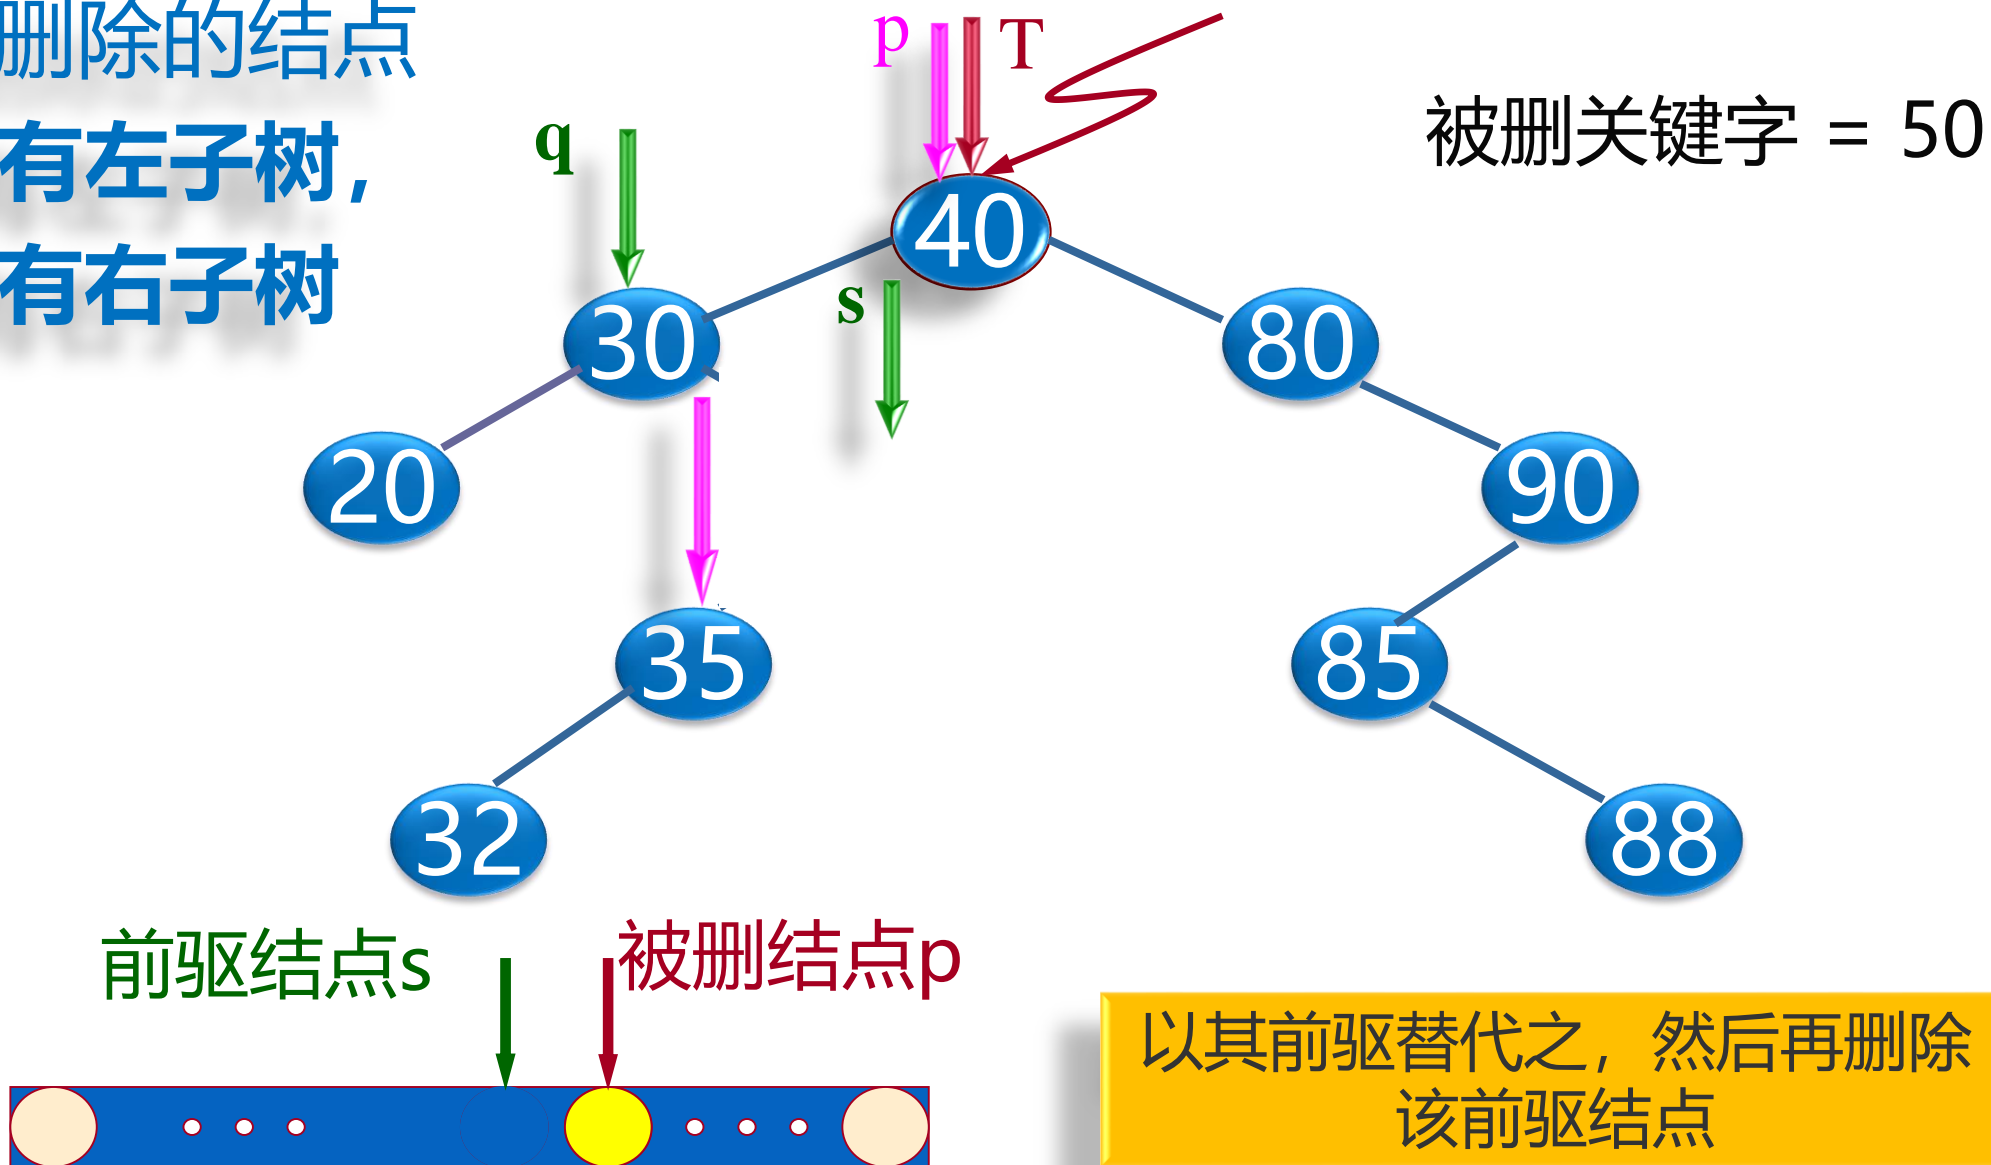 删除的结点
有左子树，
有右子树
p
T
q
被删关键字 = 50
40
s
30
80
20
90
35
85
32
88
前驱结点s
被删结点p
以其前驱替代之，然后再删除
该前驱结点